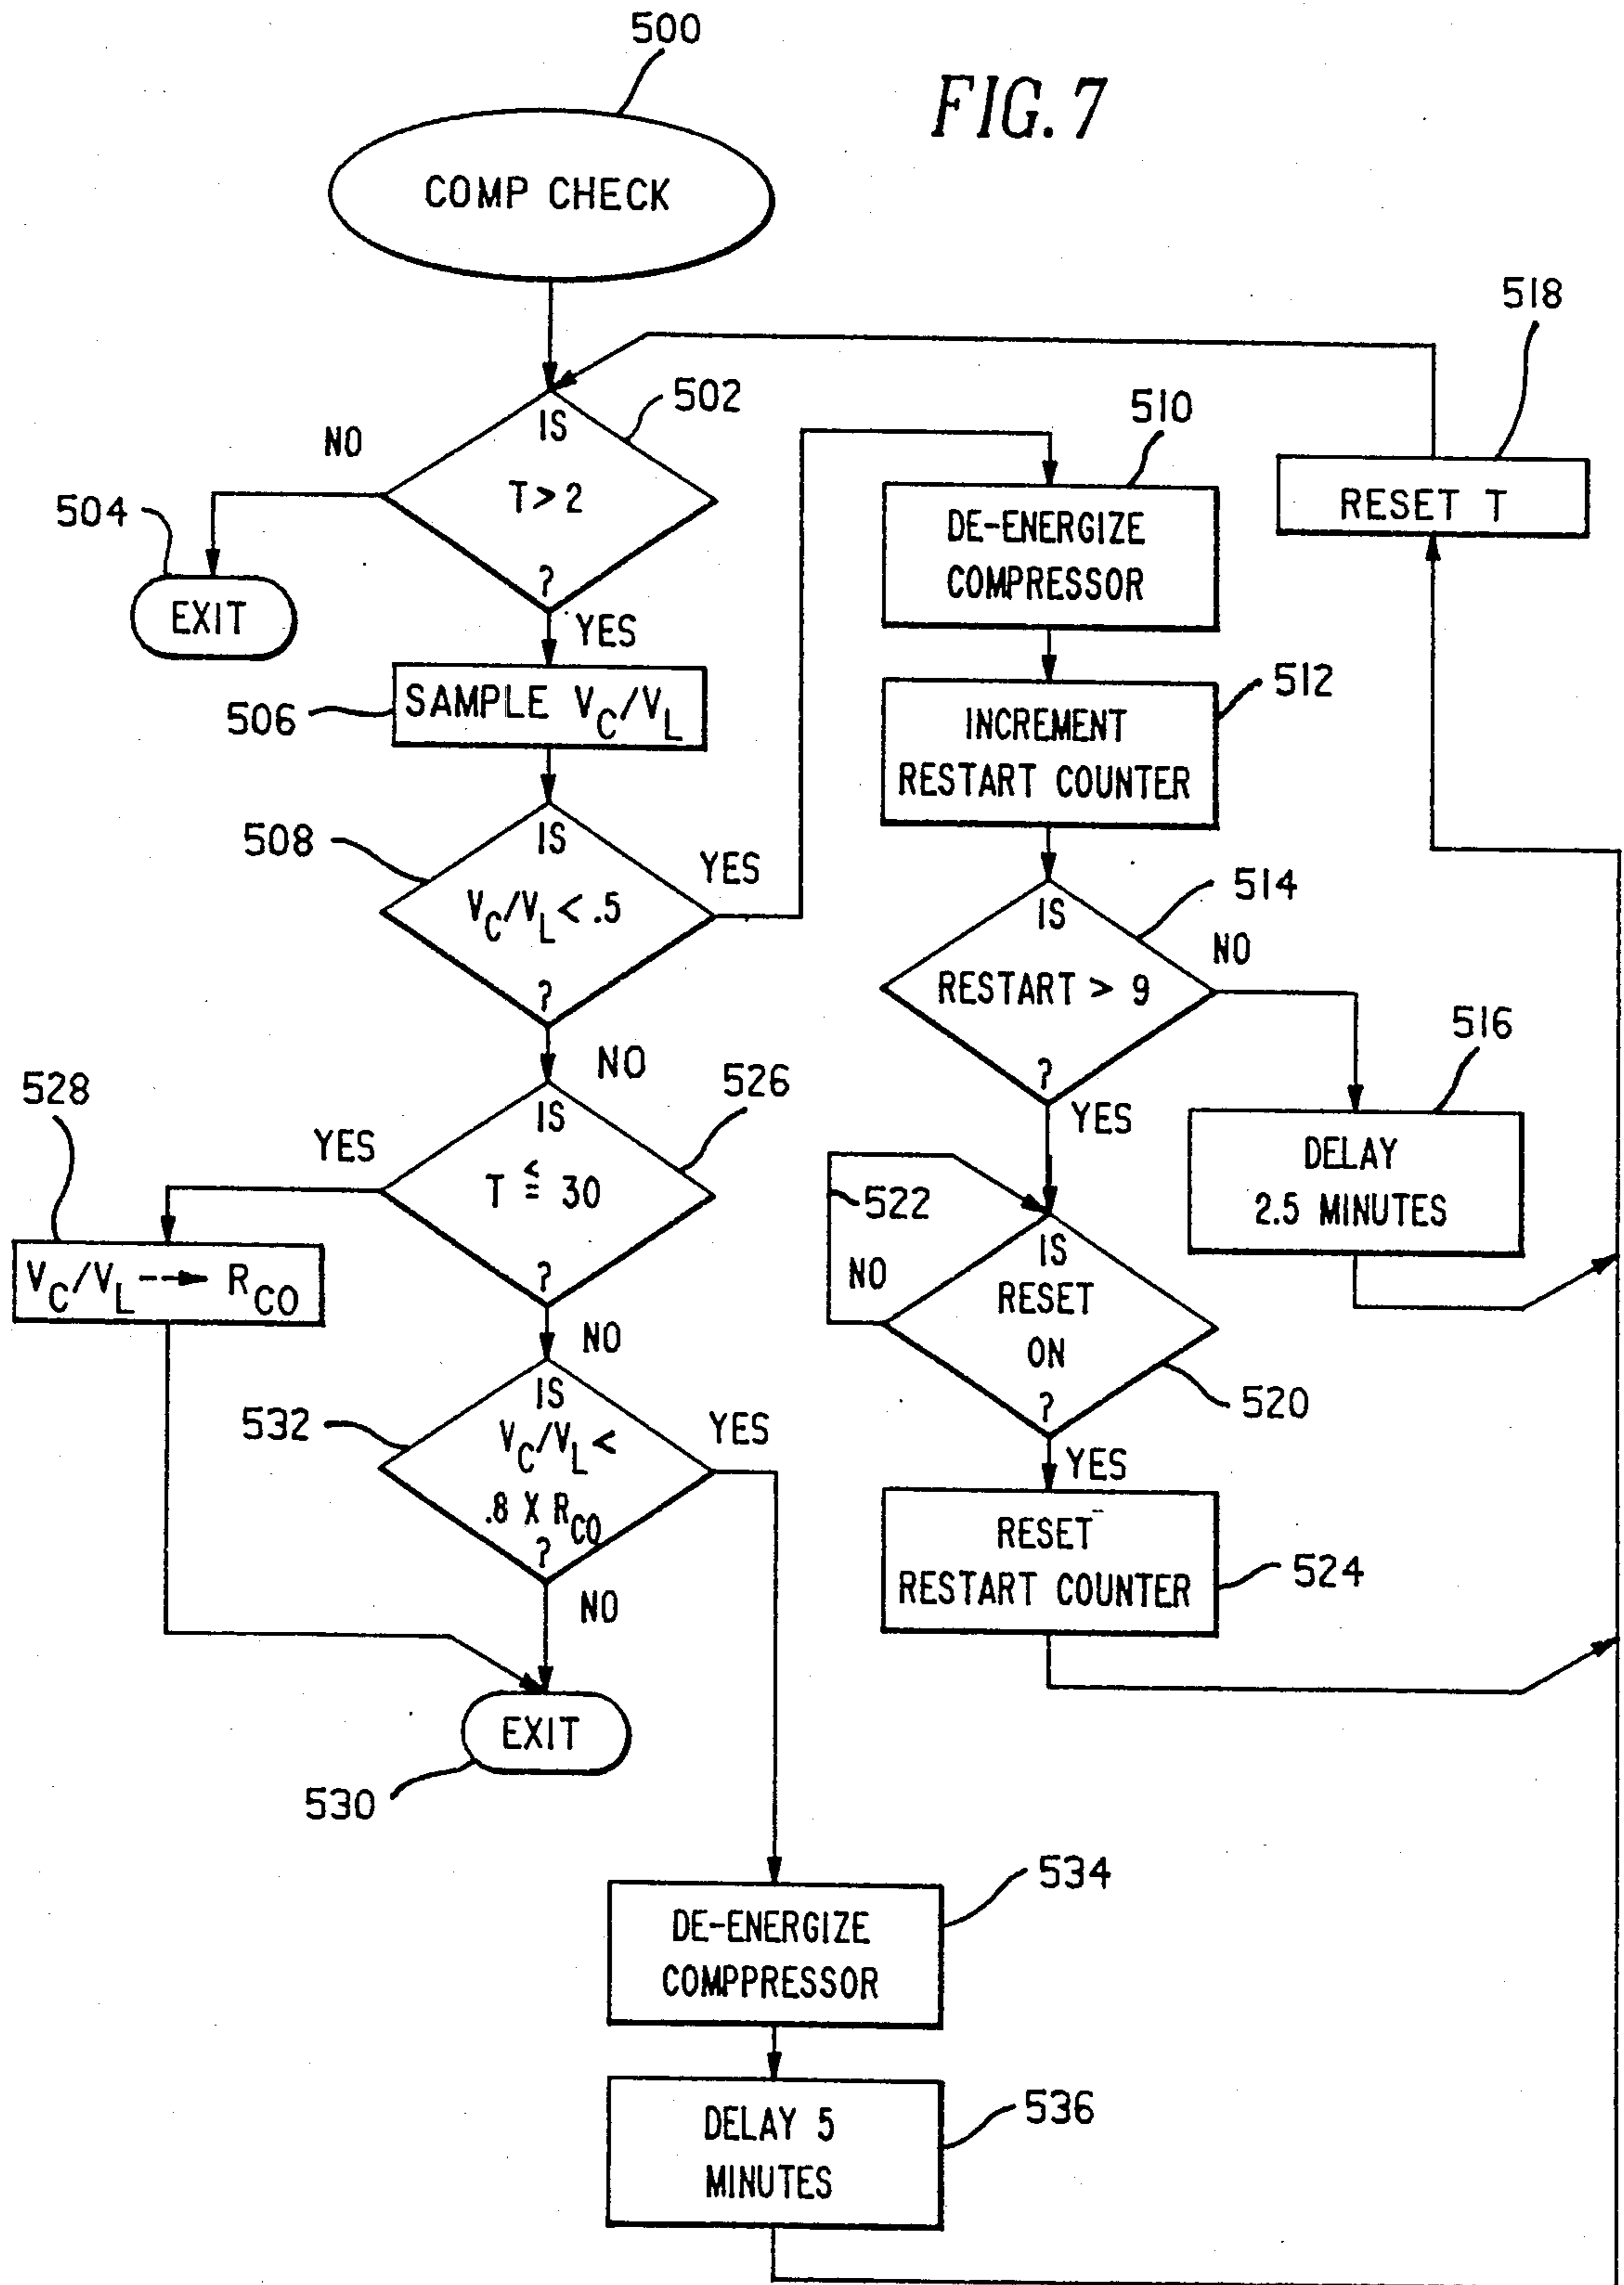 500
FIG. 7
COMP CHECK
518
502
IS
T > 2
?
NO
YES
510
504
EXIT
DE-ENERGIZE
COMPRESSOR
RESET T
506
SAMPLE V_C/V_L
512
INCREMENT
RESTART COUNTER
508
IS
V_C/V_L < .5
?
YES
NO
514
IS
RESTART > 9
?
NO
YES
516
DELAY
2.5 MINUTES
528
526
IS
T ≦ 30
?
YES
NO
V_C/V_L --→ R_CO
522
NO
IS
RESET
ON
?
520
YES
532
IS
V_C/V_L <
.8 X R_CO
?
YES
NO
RESET
RESTART COUNTER
524
EXIT
530
534
DE-ENERGIZE
COMPPRESSOR
536
DELAY 5
MINUTES